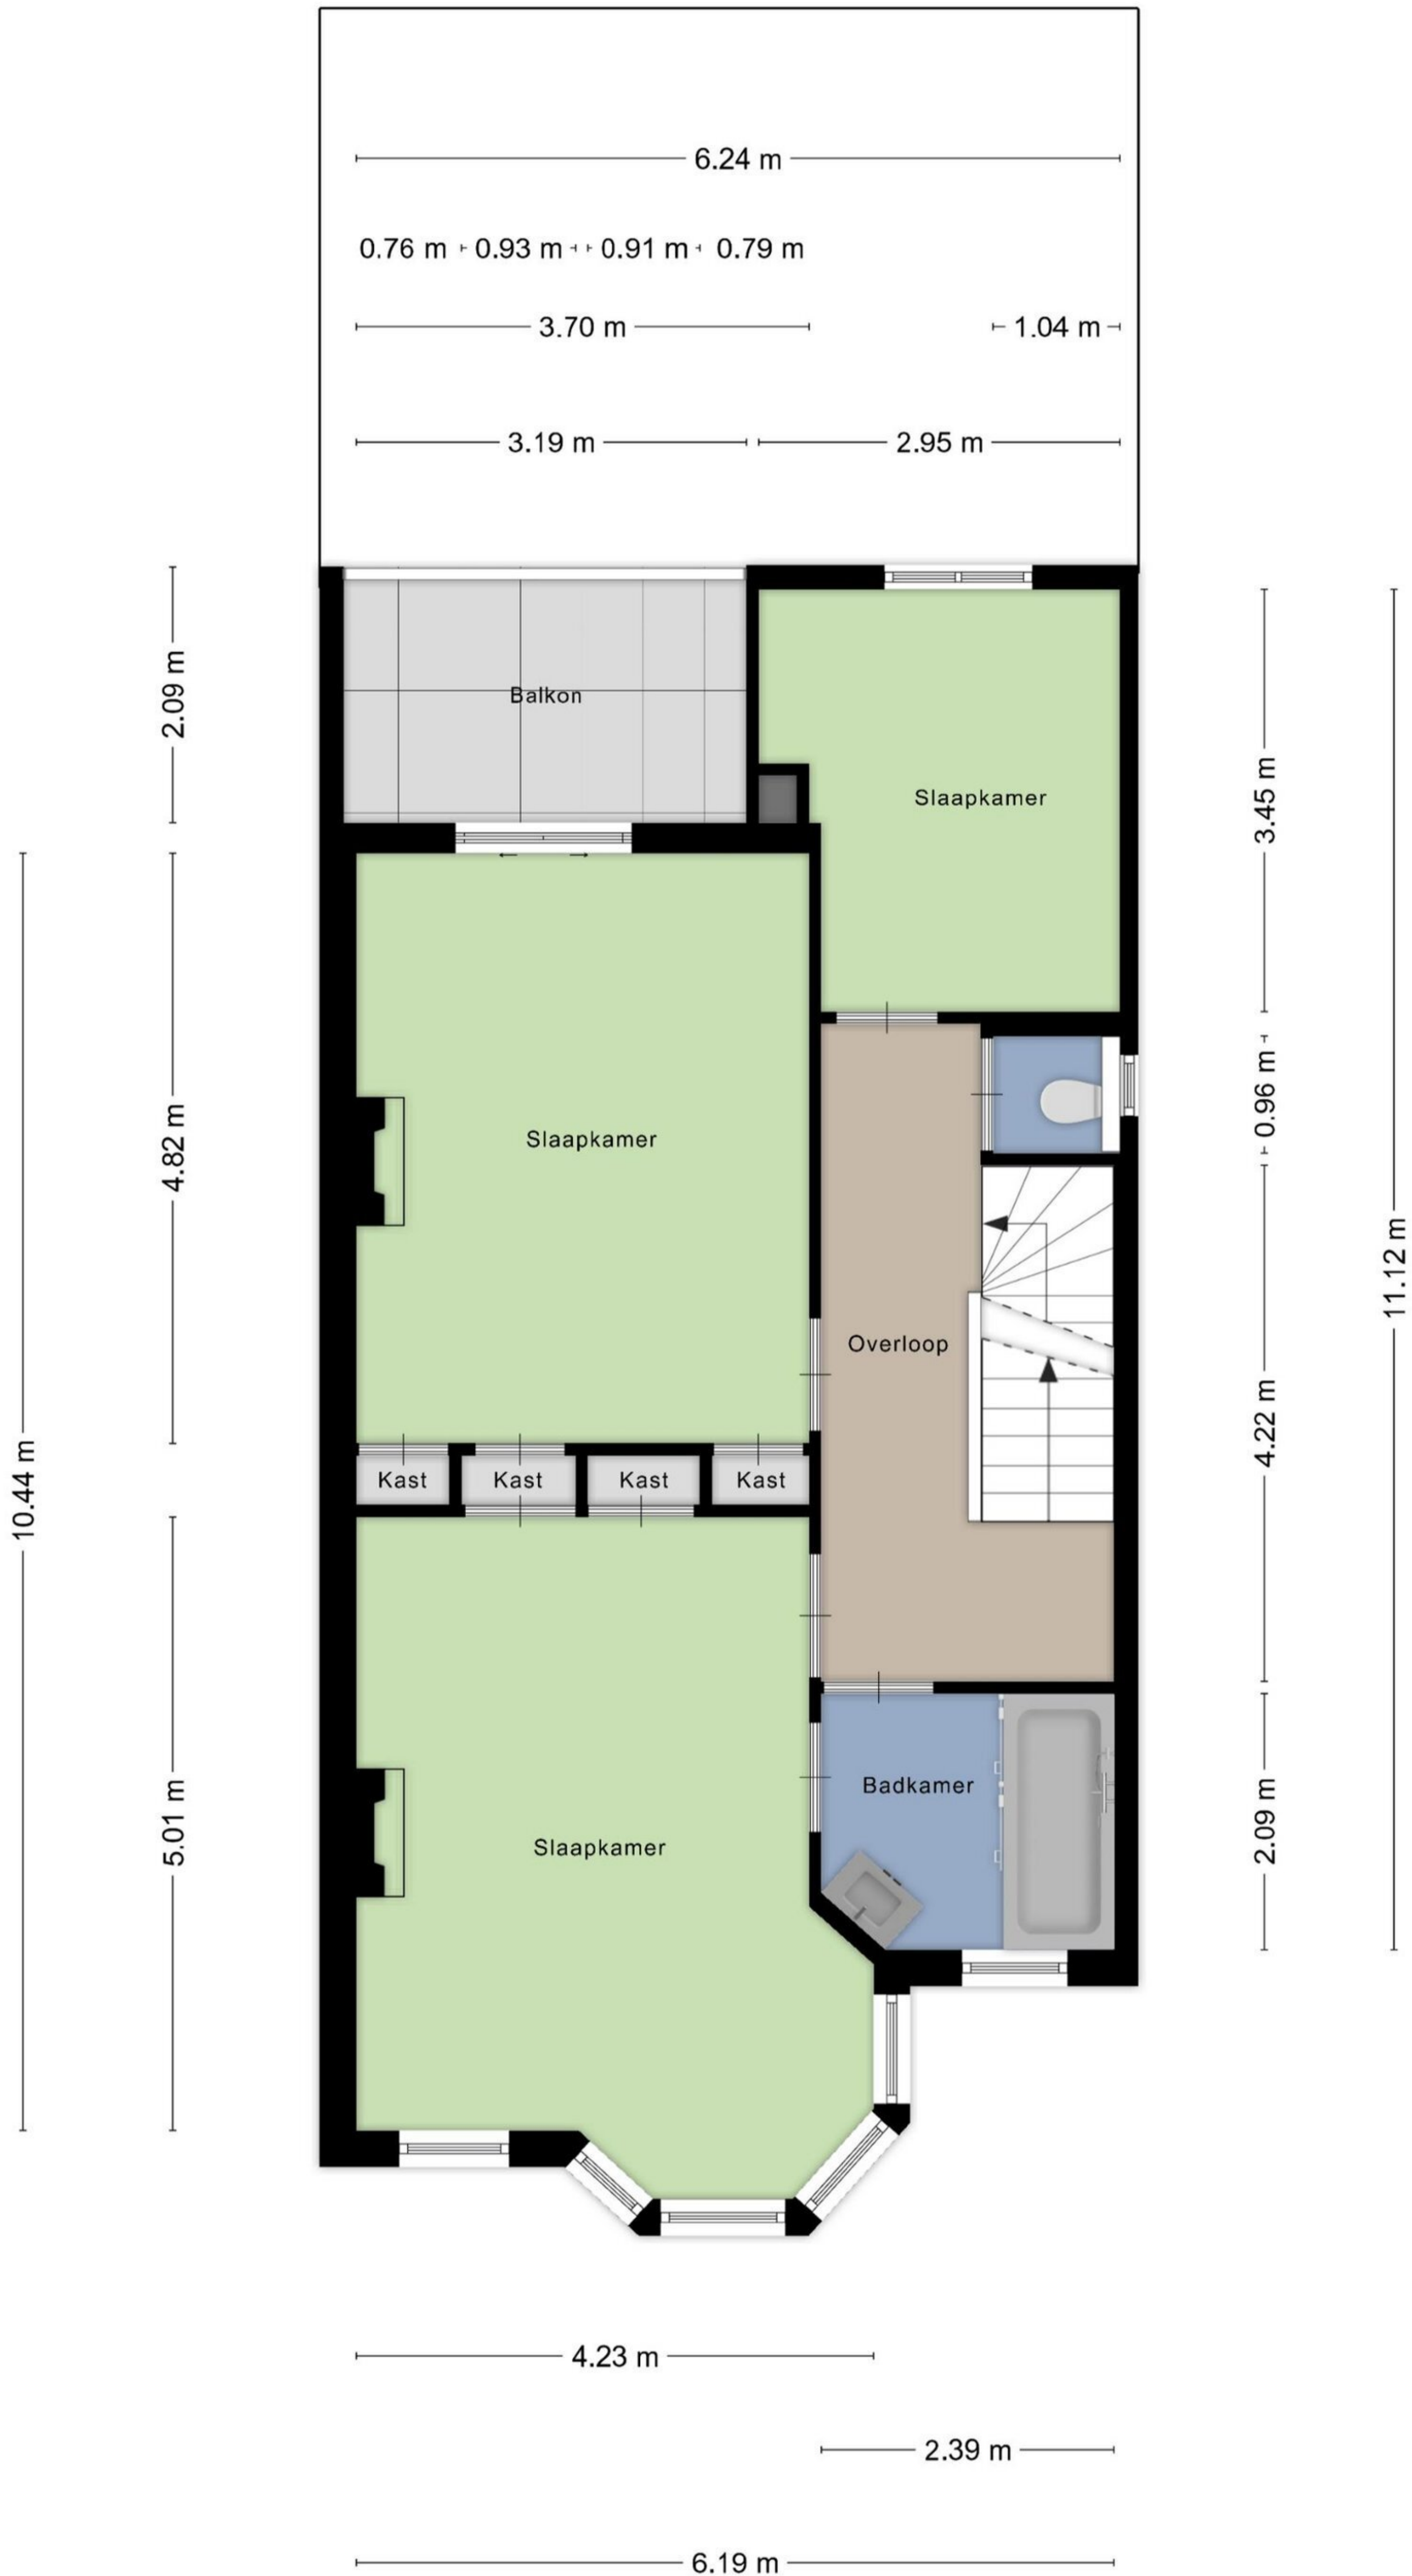 6.24 m
0.76 m 0.93 m 0.91 m 0.79 m
3.70 m 1.04 m
3.19 m 2.95 m
2.09 m
Balkon
Slaapkamer
3.45 m
4.82 m
Slaapkamer
0.96 m
11.12 m
Overloop
4.22 m
10.44 m
Kast Kast Kast Kast
5.01 m
Slaapkamer
Badkamer
2.09 m
4.23 m
2.39 m
6.19 m